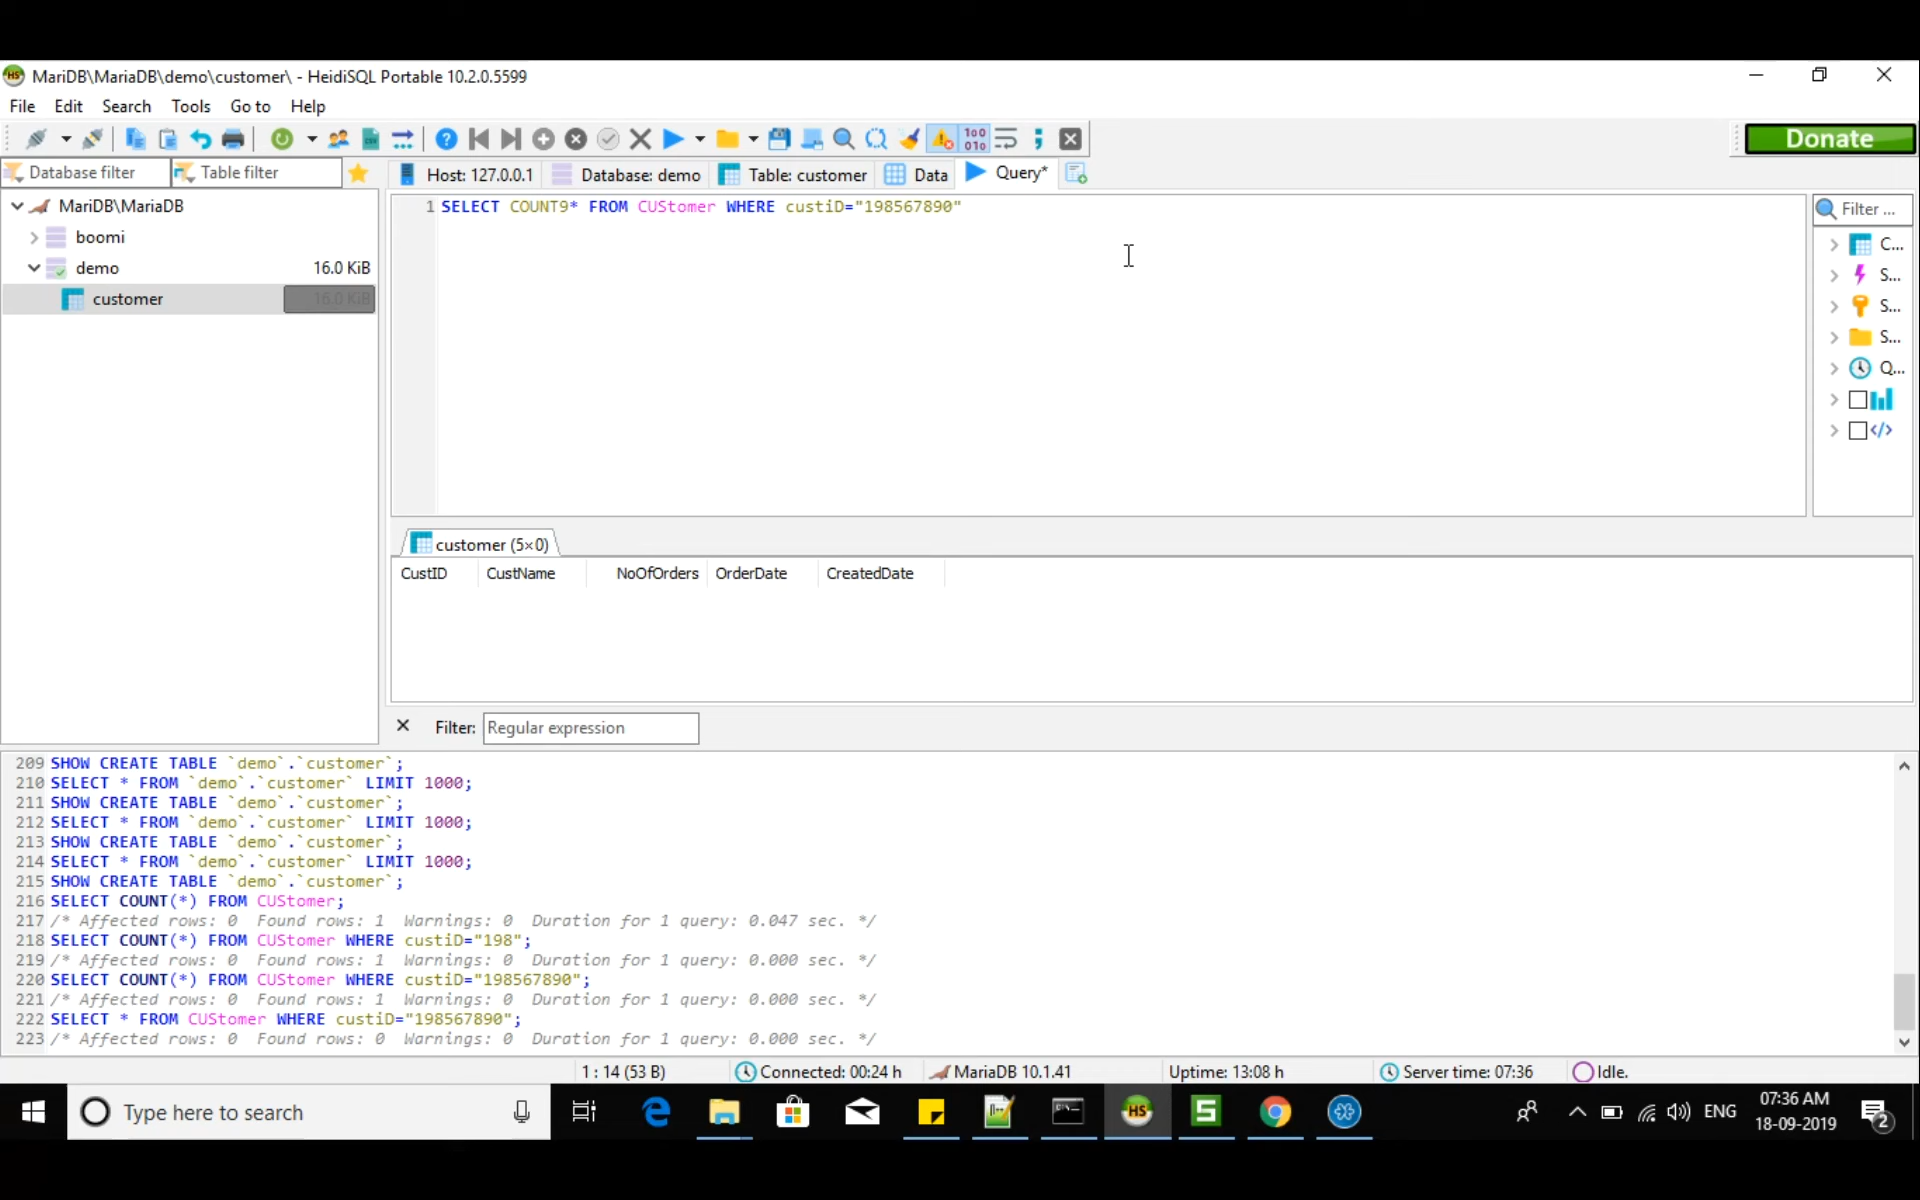 MariDB\MariaDB\demo\customer\ - HeidiSQL Portable 10.2.0.5599
File Edit Search Tools Go to Help
Donate
Database filter Table filter Host: 127.0.0.1 Database: demo Table: customer Data Query*
MariDB\MariaDB
boomi
demo 16.0 KiB
customer 16.0 KiB
1 SELECT COUNT9* FROM CUStomer WHERE custiD="198567890"
Filter ...
C...
S...
S...
S...
Q...
customer (5×0)
CustID CustName NoOfOrders OrderDate CreatedDate
Filter: Regular expression
209 SHOW CREATE TABLE `demo`.`customer`;
210 SELECT * FROM `demo`.`customer` LIMIT 1000;
211 SHOW CREATE TABLE `demo`.`customer`;
212 SELECT * FROM `demo`.`customer` LIMIT 1000;
213 SHOW CREATE TABLE `demo`.`customer`;
214 SELECT * FROM `demo`.`customer` LIMIT 1000;
215 SHOW CREATE TABLE `demo`.`customer`;
216 SELECT COUNT(*) FROM CUStomer;
217 /* Affected rows: 0 Found rows: 1 Warnings: 0 Duration for 1 query: 0.047 sec. */
218 SELECT COUNT(*) FROM CUStomer WHERE custiD="198";
219 /* Affected rows: 0 Found rows: 1 Warnings: 0 Duration for 1 query: 0.000 sec. */
220 SELECT COUNT(*) FROM CUStomer WHERE custiD="198567890";
221 /* Affected rows: 0 Found rows: 1 Warnings: 0 Duration for 1 query: 0.000 sec. */
222 SELECT * FROM CUStomer WHERE custiD="198567890";
223 /* Affected rows: 0 Found rows: 0 Warnings: 0 Duration for 1 query: 0.000 sec. */
1 : 14 (53 B) Connected: 00:24 h MariaDB 10.1.41 Uptime: 13:08 h Server time: 07:36 Idle.
Type here to search
ENG
07:36 AM
18-09-2019
2